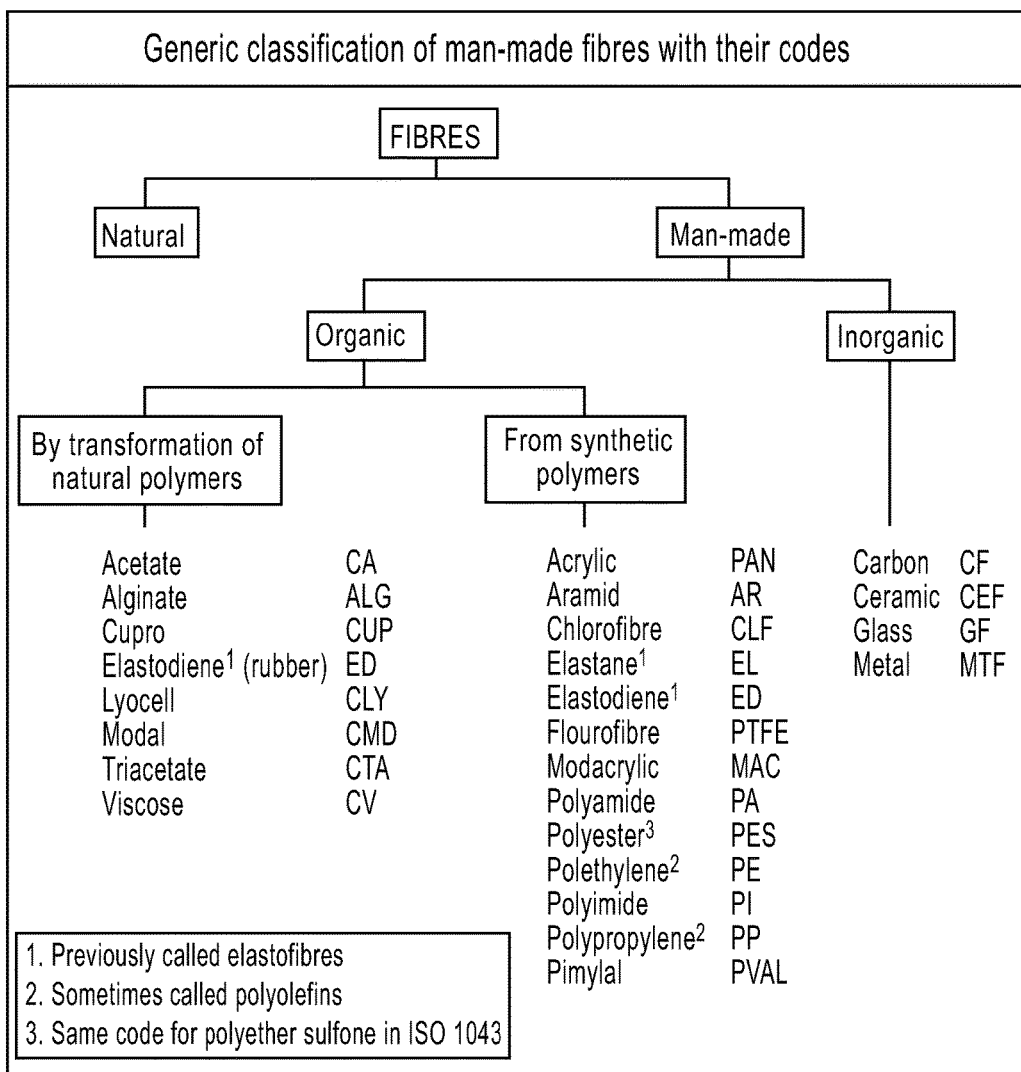 Generic classification of man-made fibres with their codes
FIBRES
Natural
Man-made
Organic
Inorganic
By transformation of
natural polymers
From synthetic
polymers
Acetate CA
Alginate ALG
Cupro CUP
Elastodiene¹ (rubber) ED
Lyocell CLY
Modal CMD
Triacetate CTA
Viscose CV
Acrylic PAN
Aramid AR
Chlorofibre CLF
Elastane¹ EL
Elastodiene¹ ED
Flourofibre PTFE
Modacrylic MAC
Polyamide PA
Polyester³ PES
Polethylene² PE
Polyimide PI
Polypropylene² PP
Pimylal PVAL
Carbon CF
Ceramic CEF
Glass GF
Metal MTF
1. Previously called elastofibres
2. Sometimes called polyolefins
3. Same code for polyether sulfone in ISO 1043